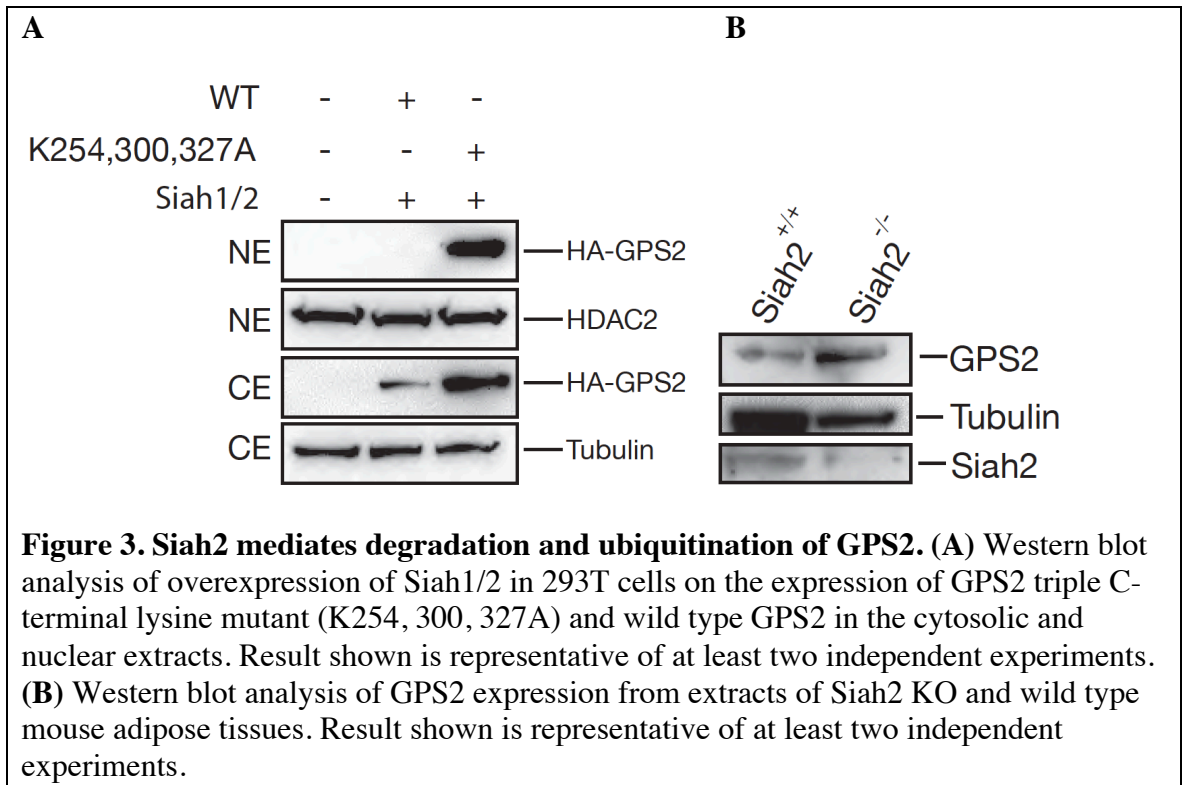 A B
WT - + -
K254,300,327A - - +
Siah1/2 - + +
NE HA-GPS2
NE HDAC2
CE HA-GPS2
CE Tubulin
Siah2 +/+ Siah2 -/-
GPS2
Tubulin
Siah2
Figure 3. Siah2 mediates degradation and ubiquitination of GPS2. (A) Western blot
analysis of overexpression of Siah1/2 in 293T cells on the expression of GPS2 triple C-
terminal lysine mutant (K254, 300, 327A) and wild type GPS2 in the cytosolic and
nuclear extracts. Result shown is representative of at least two independent experiments.
(B) Western blot analysis of GPS2 expression from extracts of Siah2 KO and wild type
mouse adipose tissues. Result shown is representative of at least two independent
experiments.